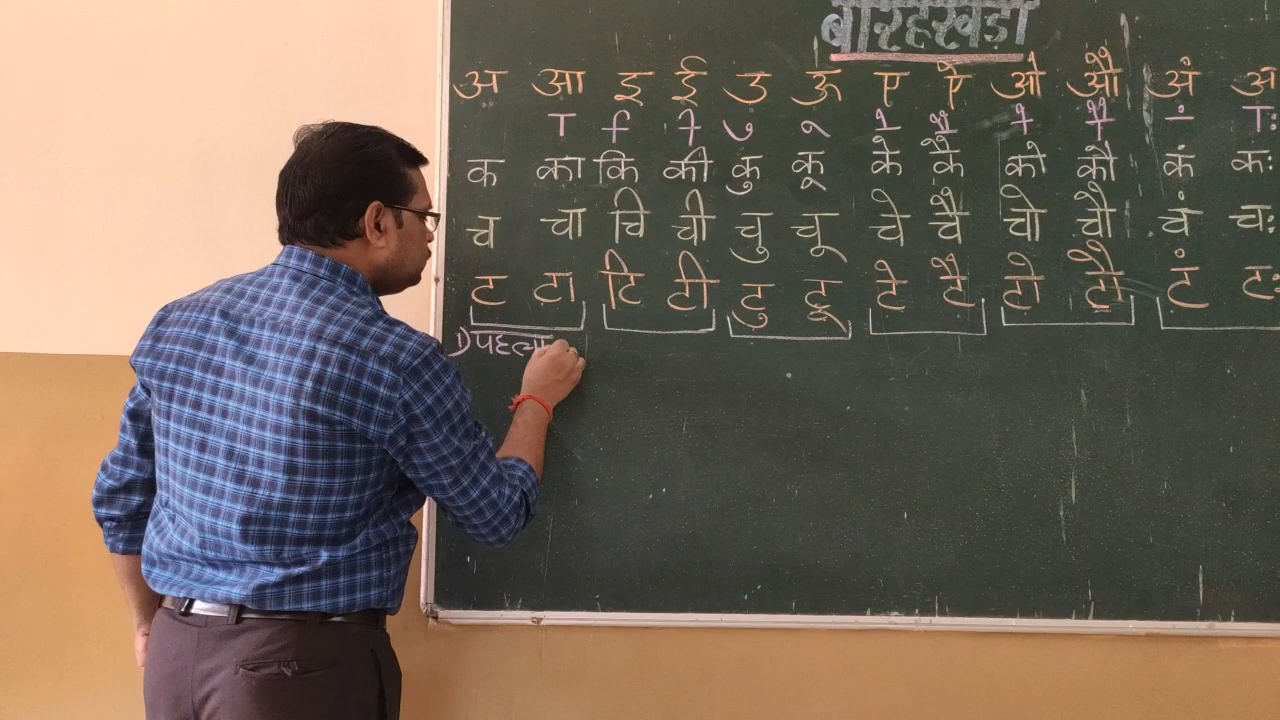 बारहखड़ी
अ आ इ ई उ ऊ ए ऐ ओ औ अं अः
ा ि ी ु ू े ै ो ौ ं ाः
क का कि की कु कू के कै को कौ कं कः
च चा चि ची चु चू चे चै चो चौ चं चः
ट टा टि टी टु टू टे टै टो टौ टं टः
1) पहला